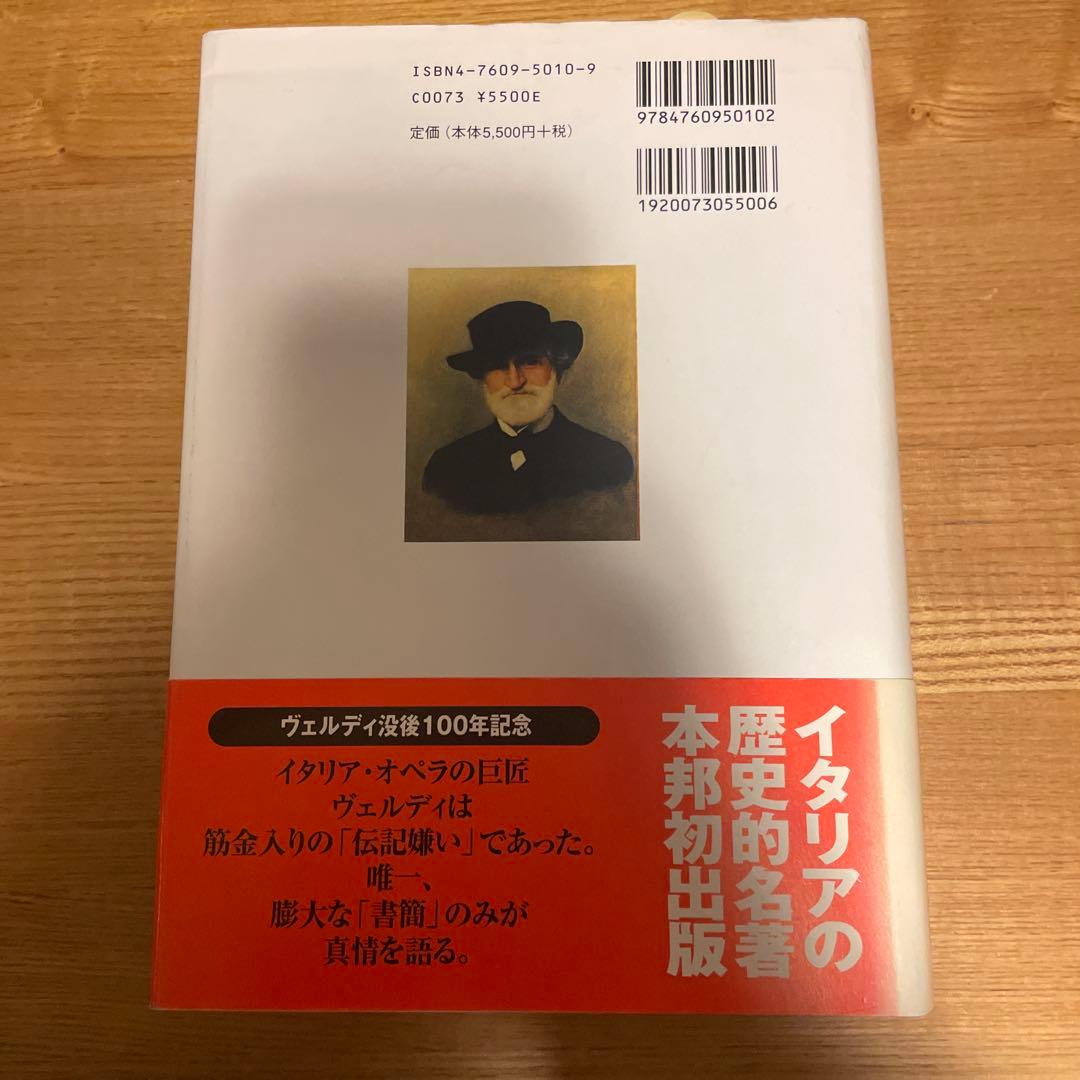 ISBN4-7609-5010-9
C0073 ¥5500E
定価（本体5,500円＋税）
9784760950102
1920073055006
イタリアの
歴史的名著
本邦初出版
ヴェルディ没後100年記念
イタリア・オペラの巨匠
ヴェルディは
筋金入りの「伝記嫌い」であった。
唯一、
膨大な「書簡」のみが
真情を語る。